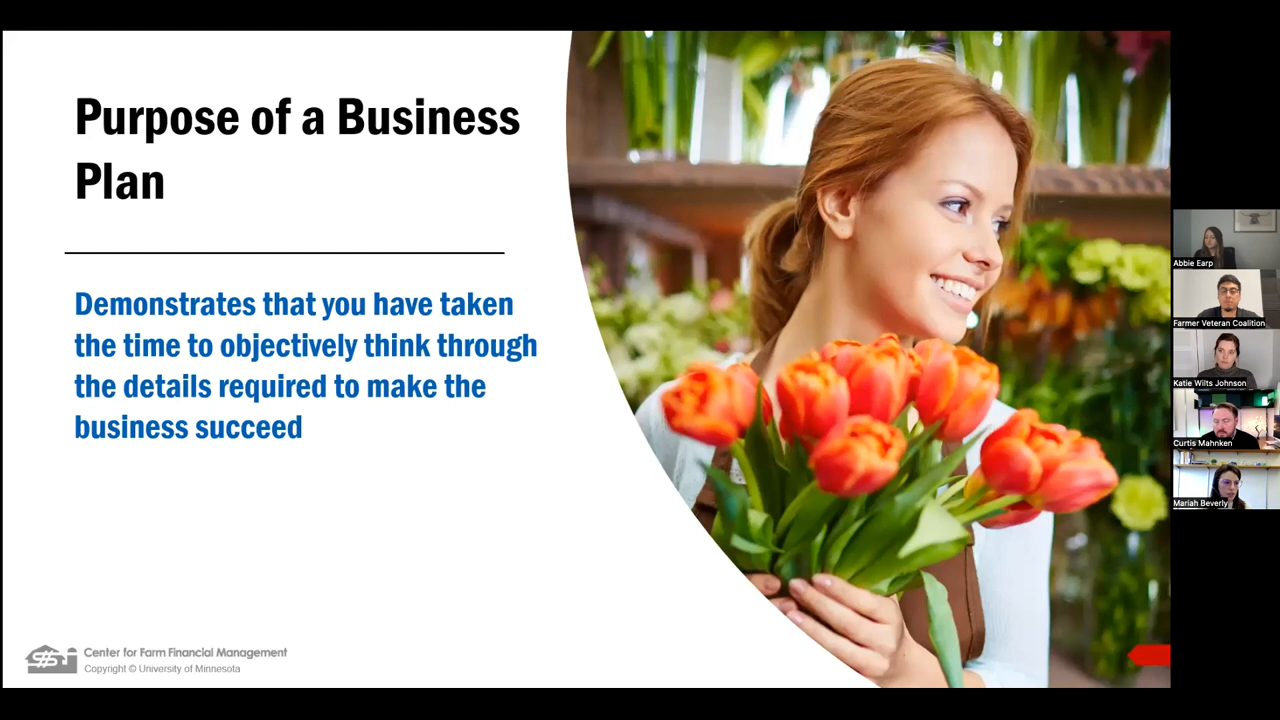 Purpose of a Business
Plan
Demonstrates that you have taken
the time to objectively think through
the details required to make the
business succeed
Center for Farm Financial Management
Copyright © University of Minnesota
Abbie Earp
Farmer Veteran Coalition
Katie Wilts Johnson
Curtis Mahnken
Mariah Beverly